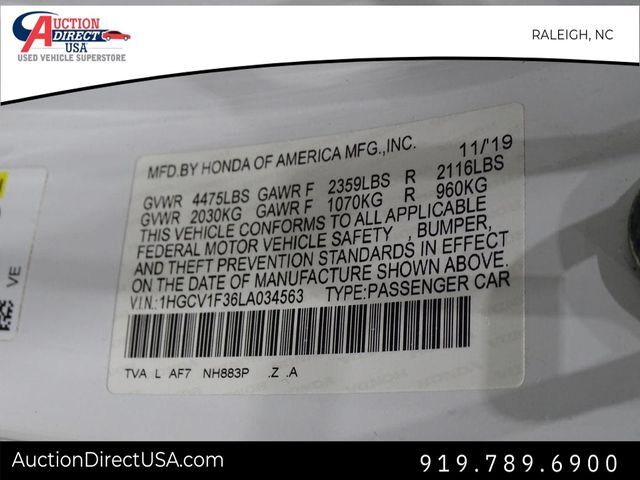 AUCTION
DIRECT
USA
USED VEHICLE SUPERSTORE
RALEIGH, NC
MFD.BY HONDA OF AMERICA MFG.,INC. 11/'19
GVWR 4475LBS GAWR F 2359LBS R 2116LBS
GVWR 2030KG GAWR F 1070KG R 960KG
THIS VEHICLE CONFORMS TO ALL APPLICABLE
FEDERAL MOTOR VEHICLE SAFETY , BUMPER,
AND THEFT PREVENTION STANDARDS IN EFFECT
ON THE DATE OF MANUFACTURE SHOWN ABOVE.
V.I.N.: 1HGCV1F36LA034563 TYPE:PASSENGER CAR
TVA L AF7 NH883P .Z .A
VE
AuctionDirectUSA.com
919.789.6900